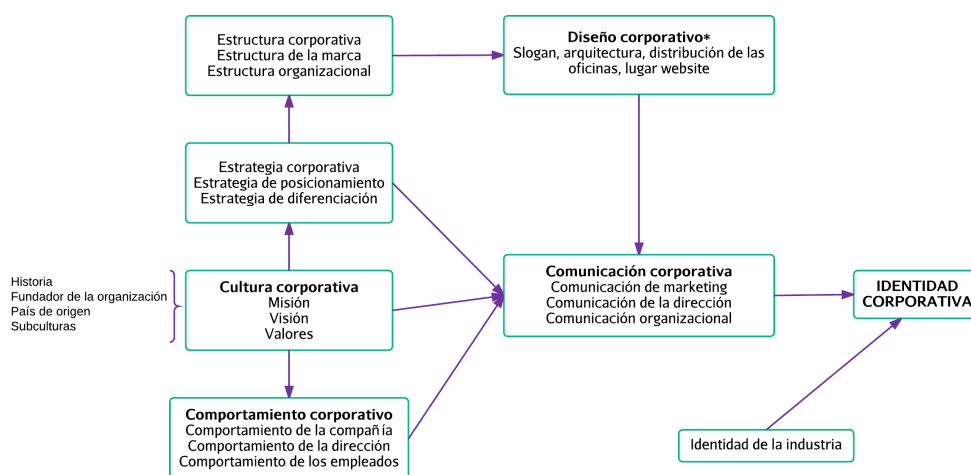 Estructura corporativa
Estructura de la marca
Estructura organizacional
Diseño corporativo*
Slogan, arquitectura, distribución de las
oficinas, lugar website
Estrategia corporativa
Estrategia de posicionamiento
Estrategia de diferenciación
Historia
Fundador de la organización
País de origen
Subculturas
Cultura corporativa
Misión
Visión
Valores
Comunicación corporativa
Comunicación de marketing
Comunicación de la dirección
Comunicación organizacional
IDENTIDAD
CORPORATIVA
Comportamiento corporativo
Comportamiento de la compañía
Comportamiento de la dirección
Comportamiento de los empleados
Identidad de la industria